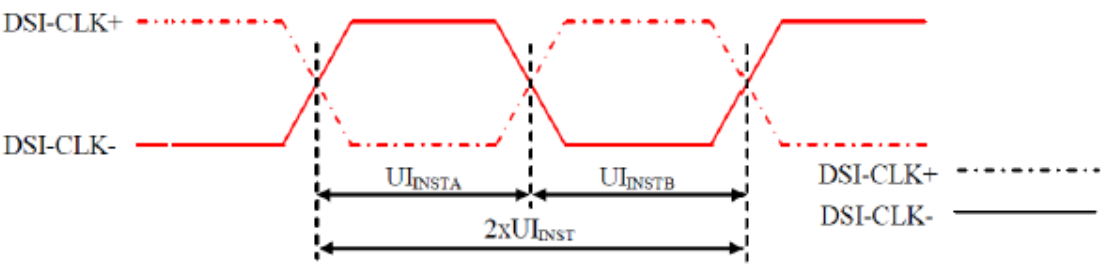 DSI-CLK+
DSI-CLK-
UIINSTA
UIINSTB
2xUIINST
DSI-CLK+
DSI-CLK-